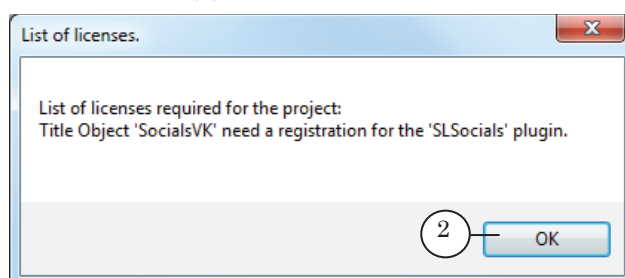 List of licenses.
List of licenses required for the project:
Title Object 'SocialsVK' need a registration for the 'SLSocials' plugin.
2
OK